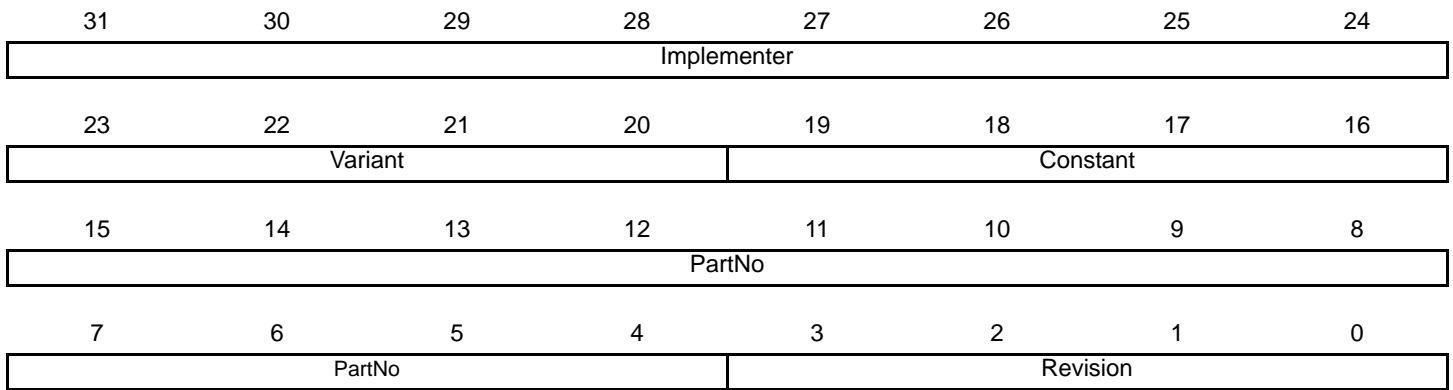 31 30 29 28 27 26 25 24
Implementer
23 22 21 20 19 18 17 16
Variant Constant
15 14 13 12 11 10 9 8
PartNo
7 6 5 4 3 2 1 0
PartNo Revision